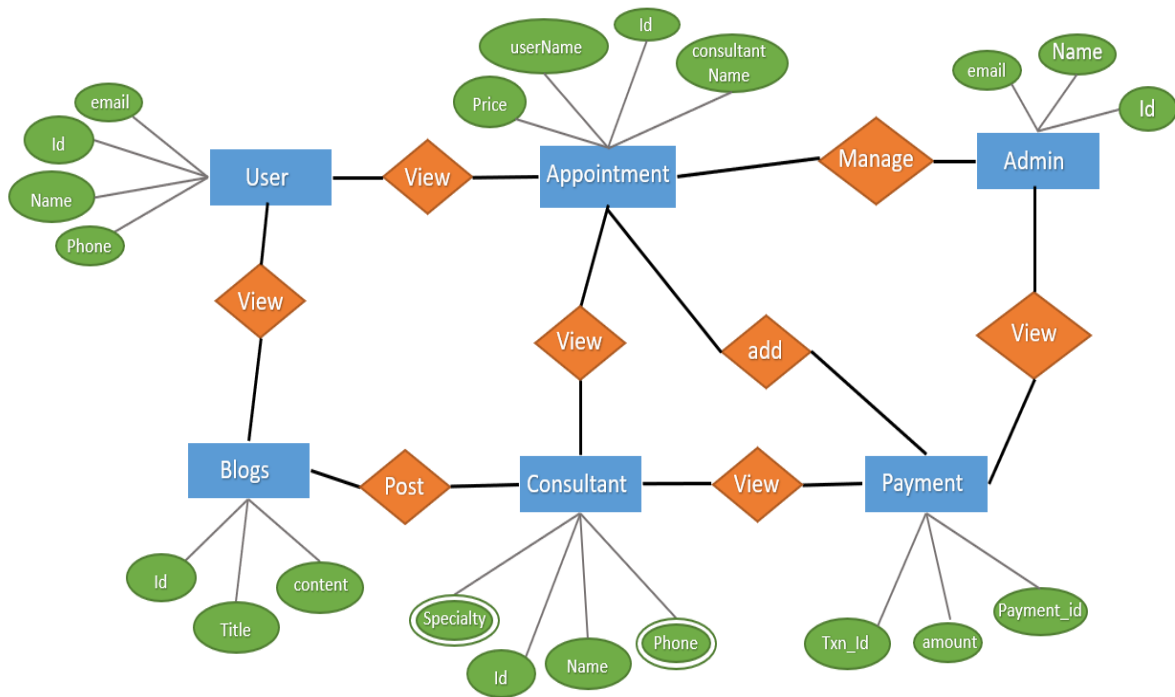 userName
Id
consultant
Name
Price
email
Name
Id
email
Id
Name
Phone
User
View
Appointment
Manage
Admin
View
View
add
View
Blogs
Post
Consultant
View
Payment
Id
Title
content
Specialty
Id
Name
Phone
Txn_Id
amount
Payment_id